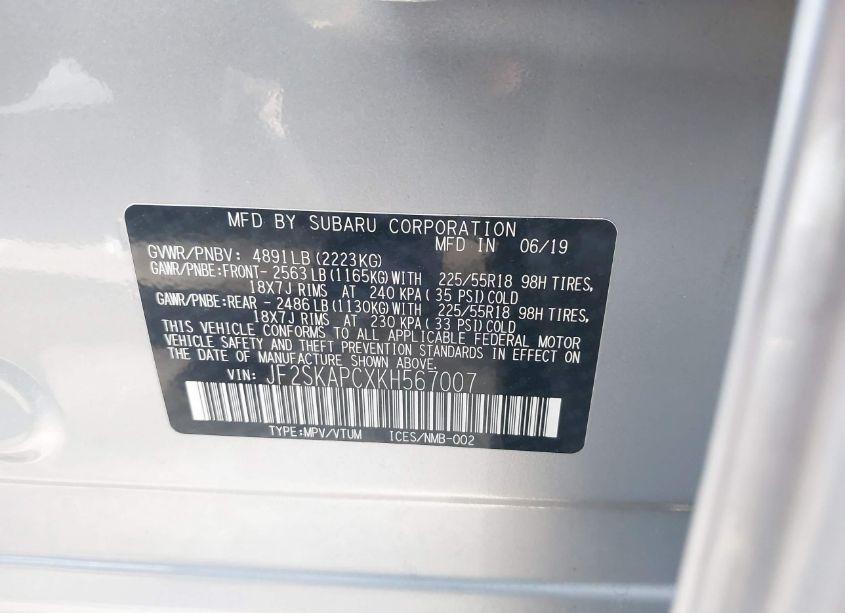 MFD BY SUBARU CORPORATION
MFD IN 06/19
GVWR/PNBV: 4891LB (2223KG)
GAWR/PNBE:FRONT- 2563 LB (1165KG) WITH 225/55R18 98H TIRES,
18X7J RIMS AT 240 KPA ( 35 PSI) COLD
GAWR/PNBE:REAR - 2486 LB (1130KG) WITH 225/55R18 98H TIRES,
18X7J RIMS AT 230 KPA ( 33 PSI) COLD
THIS VEHICLE CONFORMS TO ALL APPLICABLE FEDERAL MOTOR
VEHICLE SAFETY AND THEFT PREVENTION STANDARDS IN EFFECT ON
THE DATE OF MANUFACTURE SHOWN ABOVE.
VIN: JF2SKAPCXKH567007
TYPE:MPV/VTUM ICES/NMB-002